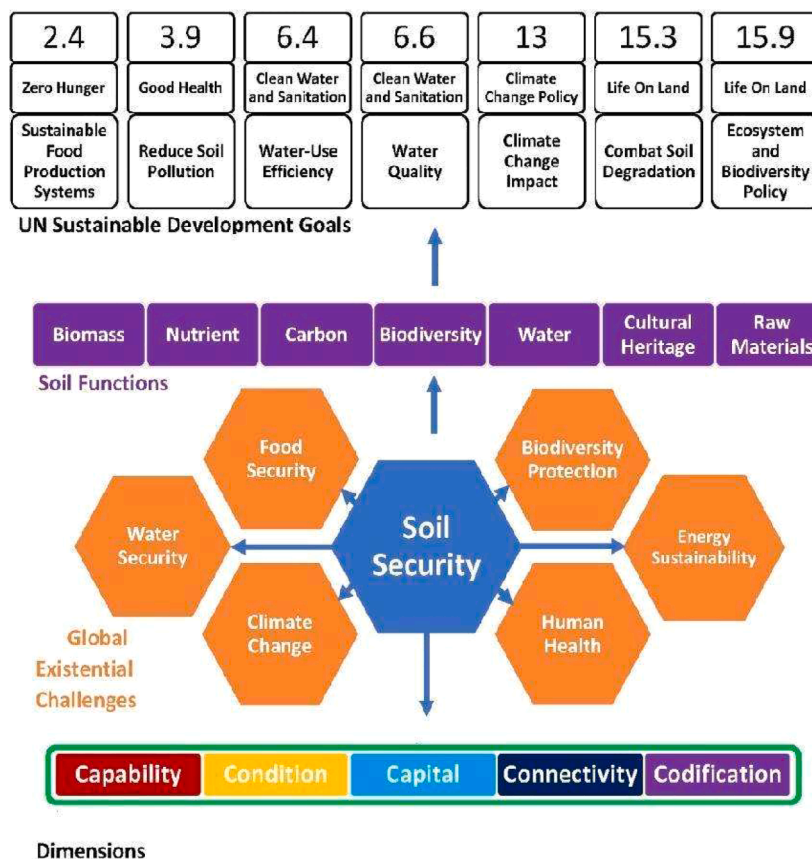 2.4
3.9
6.4
6.6
13
15.3
15.9
Zero Hunger
Good Health
Clean Water
and Sanitation
Clean Water
and Sanitation
Climate
Change Policy
Life On Land
Life On Land
Sustainable
Food
Production
Systems
Reduce Soil
Pollution
Water-Use
Efficiency
Water
Quality
Climate
Change
Impact
Combat Soil
Degradation
Ecosystem
and
Biodiversity
Policy
UN Sustainable Development Goals
Biomass
Nutrient
Carbon
Biodiversity
Water
Cultural
Heritage
Raw
Materials
Soil Functions
Food
Security
Biodiversity
Protection
Water
Security
Soil
Security
Energy
Sustainability
Climate
Change
Human
Health
Global
Existential
Challenges
Capability
Condition
Capital
Connectivity
Codification
Dimensions